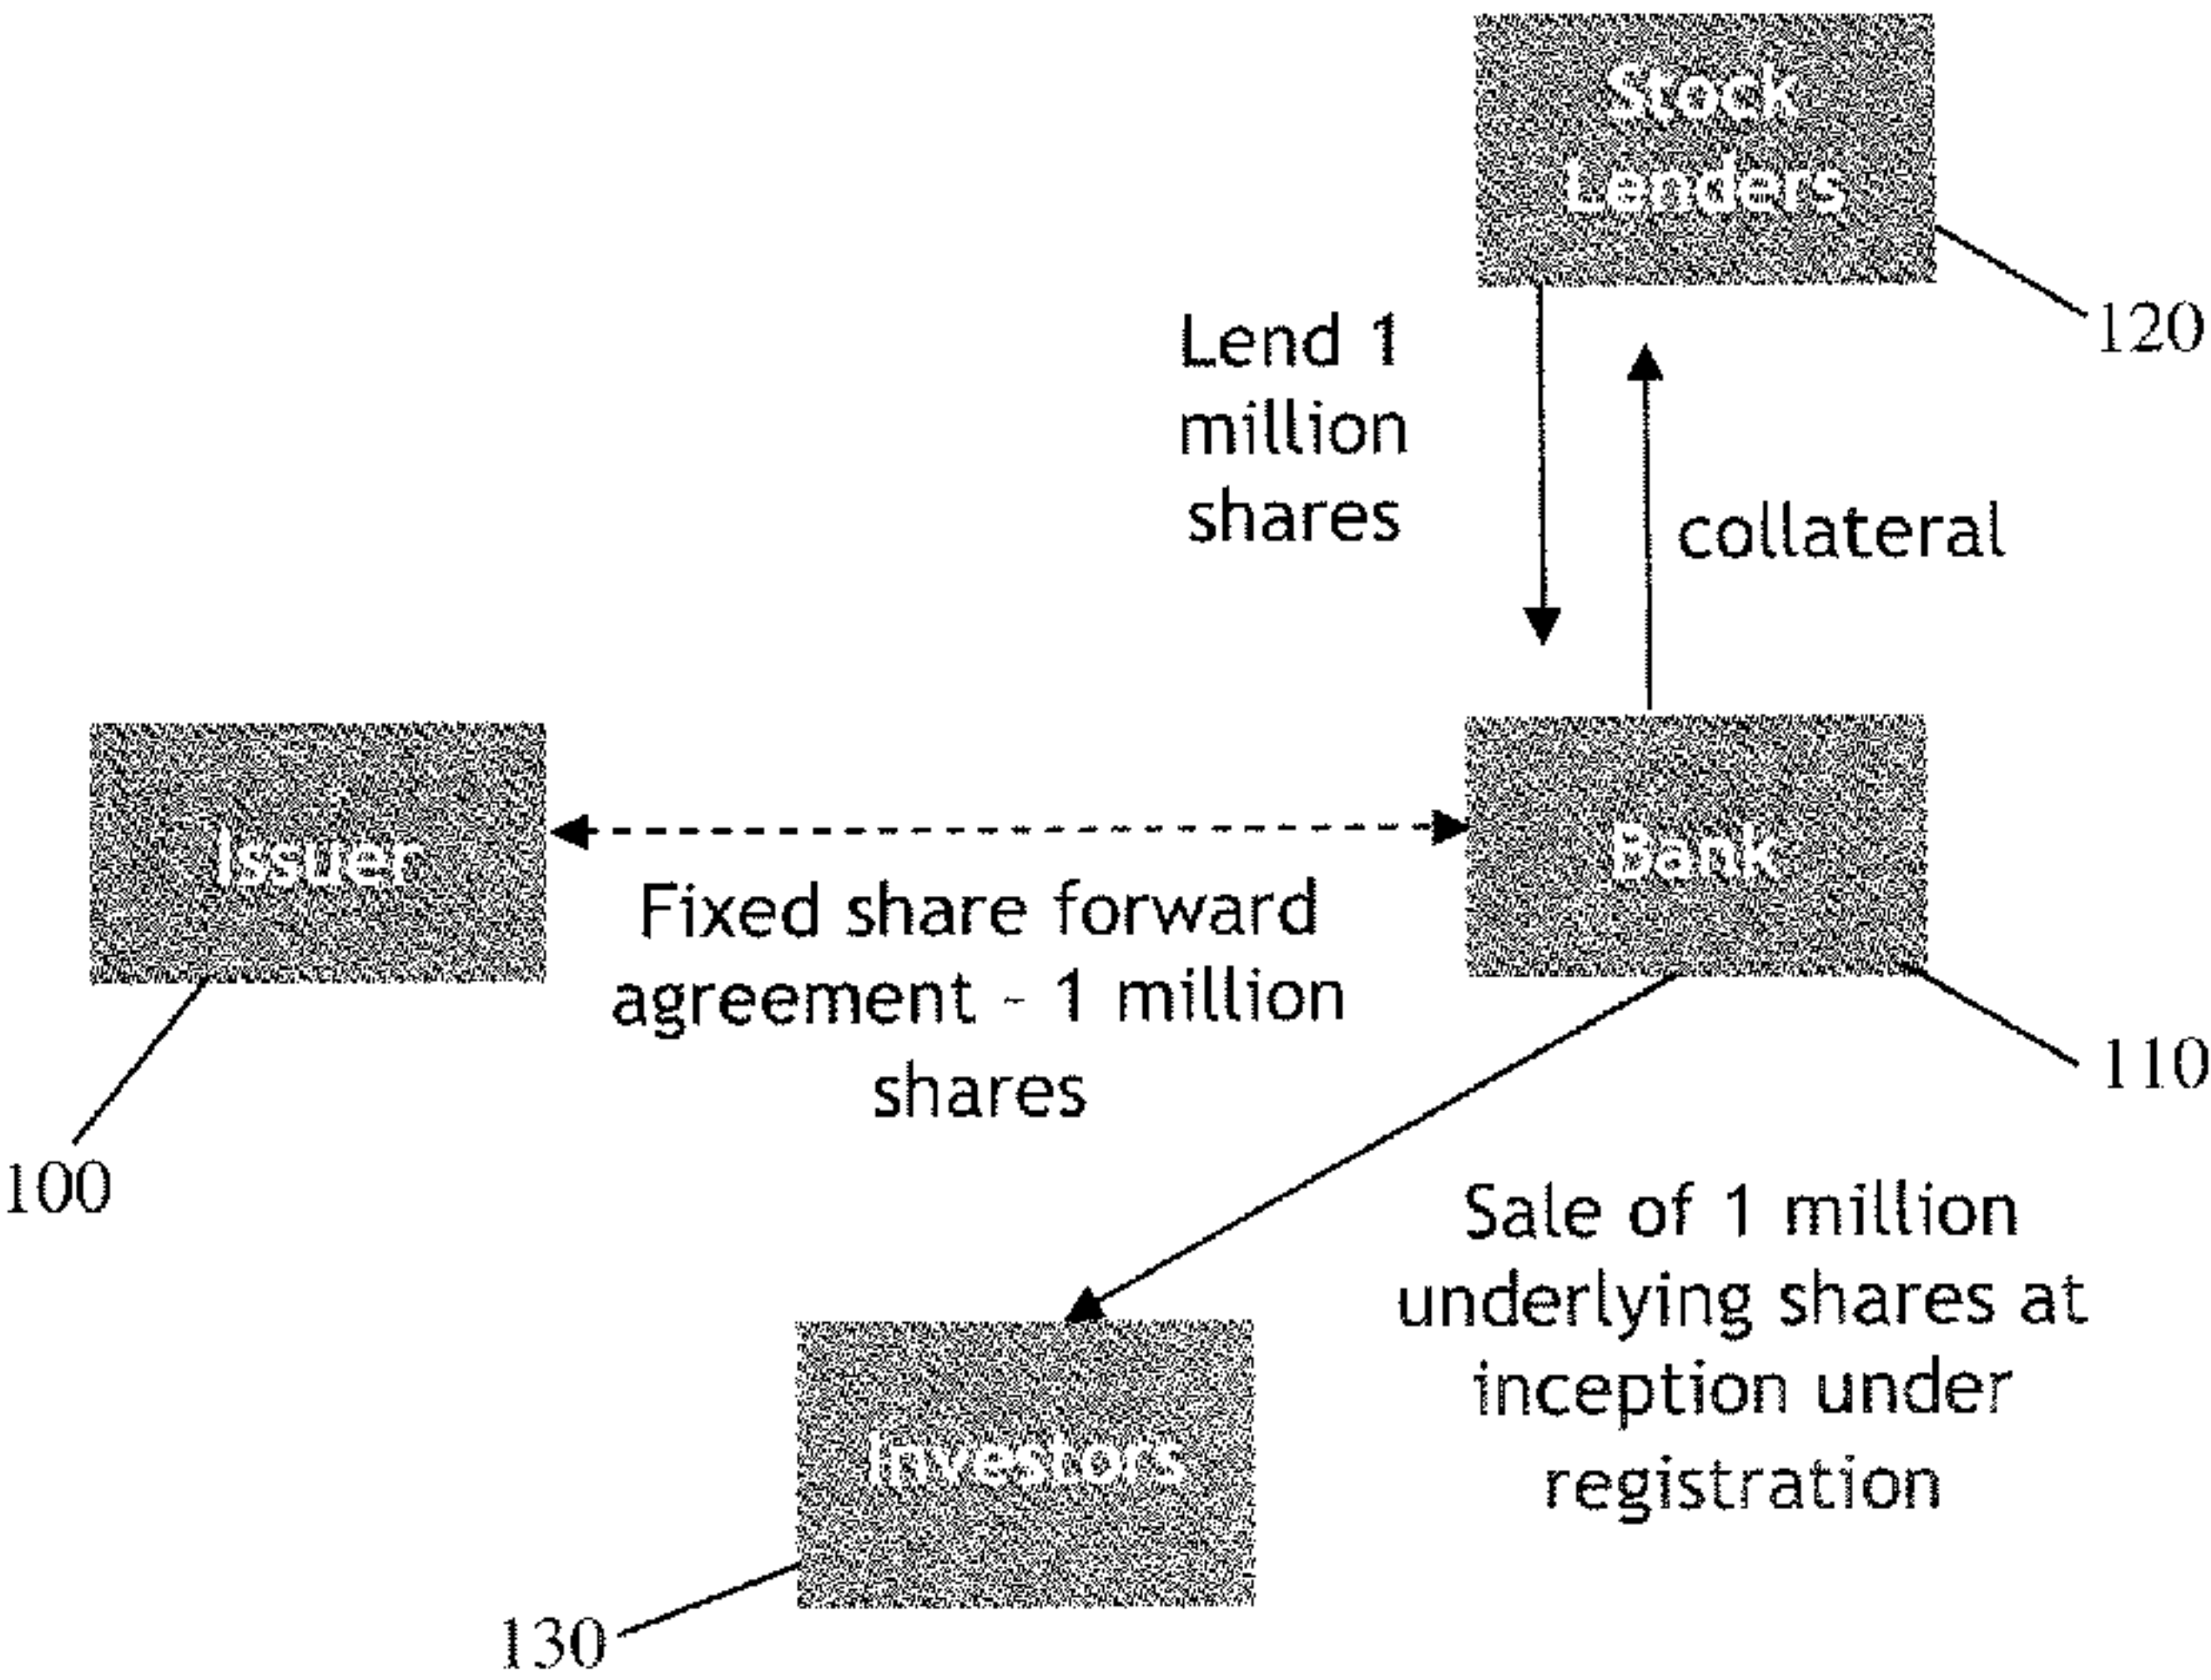 Stock
Lenders
120
Lend 1
million
shares
collateral
Issuer
Bank
Fixed share forward
agreement - 1 million
shares
100
110
Sale of 1 million
underlying shares at
inception under
registration
Investors
130